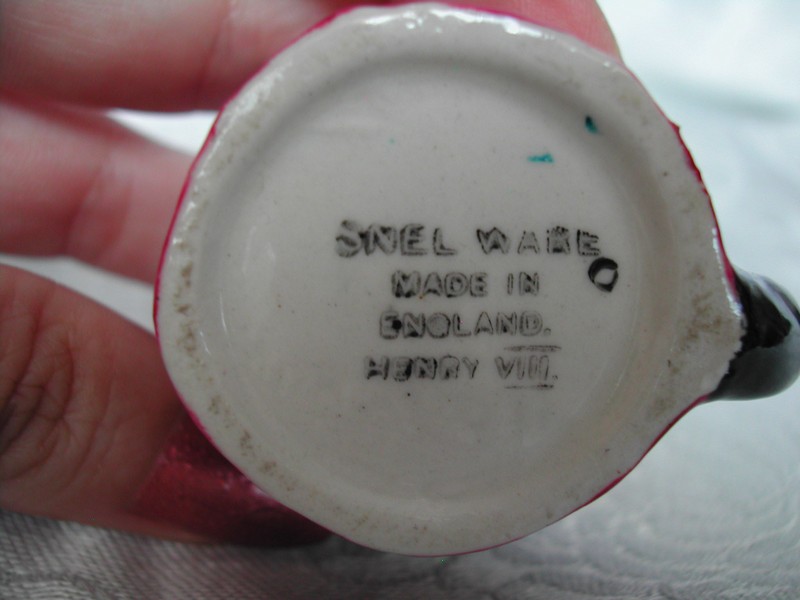 SNEL WARE
MADE IN
ENGLAND.
HENRY VIII.